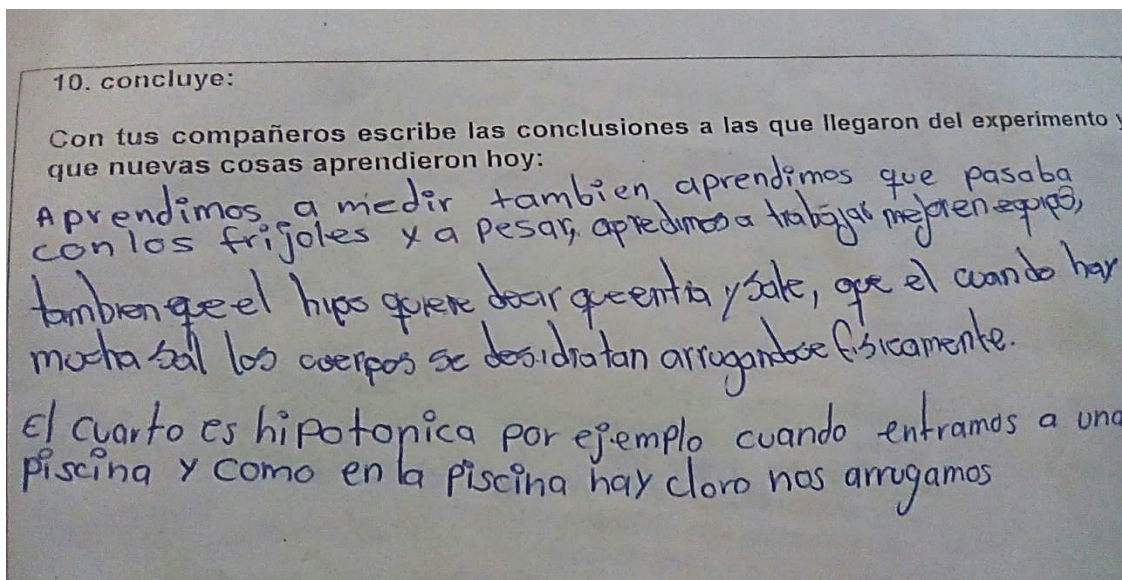 10. concluye:
Con tus compañeros escribe las conclusiones a las que llegaron del experimento y
que nuevas cosas aprendieron hoy:
Aprendimos a medir tambien aprendimos que pasaba
con los frijoles y a pesar, apredimos a trabajar mejor en equipo,
tambien que el hipo quiere decir que entra y sale, que el cuando hay
mucha sal los cuerpos se desidratan arrugandose fisicamente.
El cuarto es hipotonica por ejemplo cuando entramos a una
piscina y como en la piscina hay cloro nos arrugamos